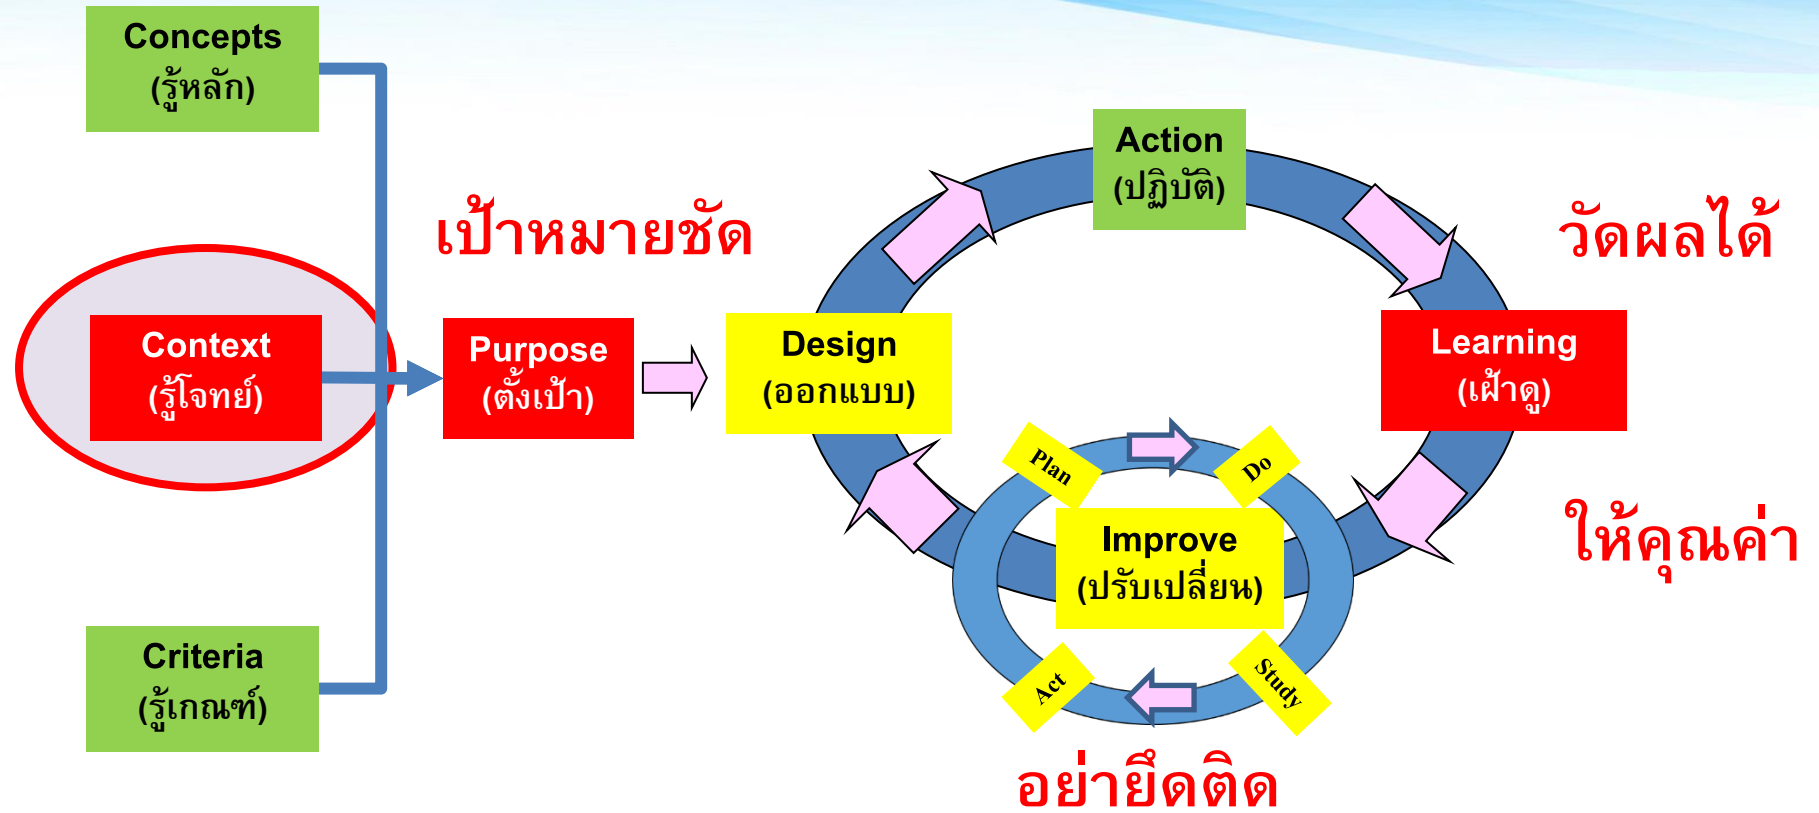 Concepts
(รู้หลัก)
Context
(รู้โจทย์)
Criteria
(รู้เกณฑ์)
เป้าหมายชัด
Purpose
(ตั้งเป้า)
Design
(ออกแบบ)
Action
(ปฏิบัติ)
วัดผลได้
Learning
(เฝ้าดู)
ให้คุณค่า
Plan
Do
Improve
(ปรับเปลี่ยน)
Act
Study
อย่ายึดติด